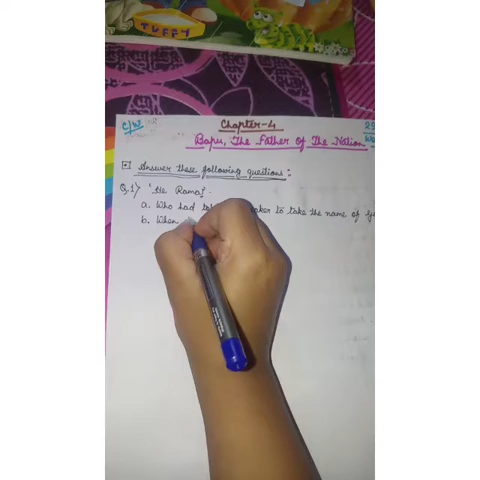 TUFFY
C/W
Chapter-4
Bapu, The Father Of The Nation
Answer these following questions:
Q.1) 'He Rama!'
a. Who had to take the name of
b. When